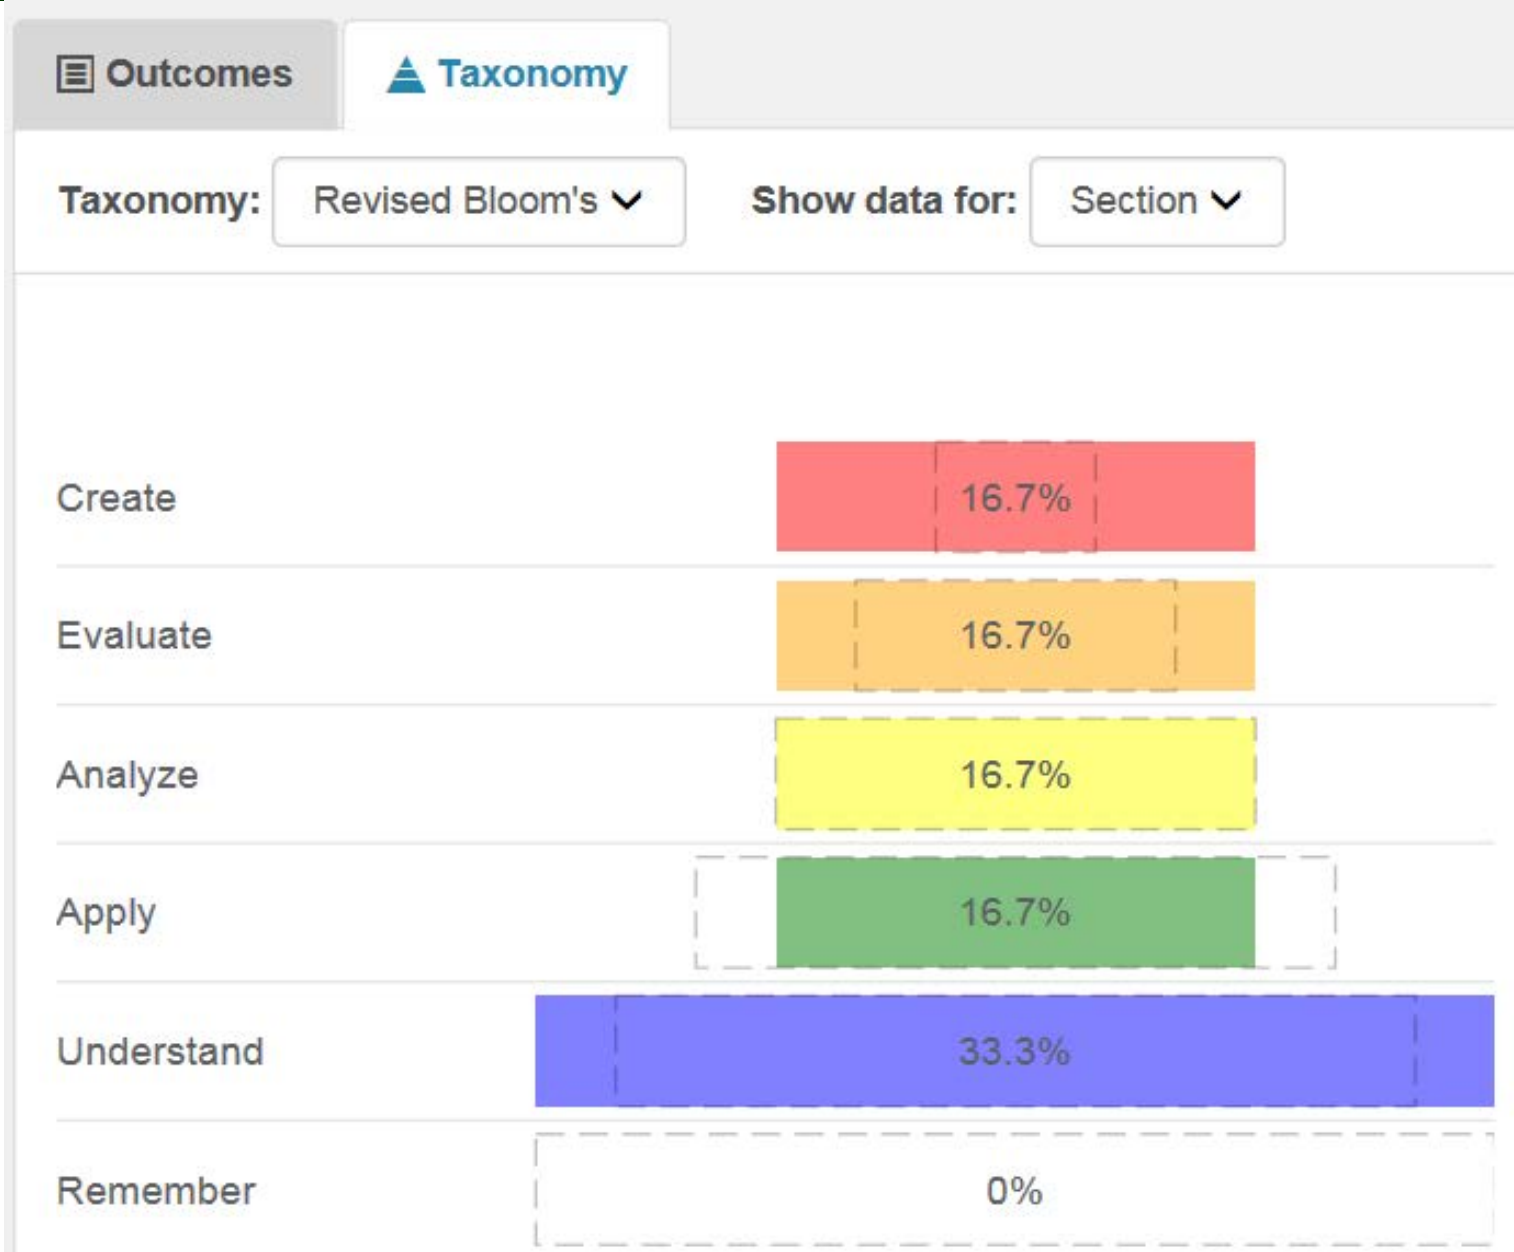 Outcomes
Taxonomy
Taxonomy: Revised Bloom's Show data for: Section
Create 16.7%
Evaluate 16.7%
Analyze 16.7%
Apply 16.7%
Understand 33.3%
Remember 0%